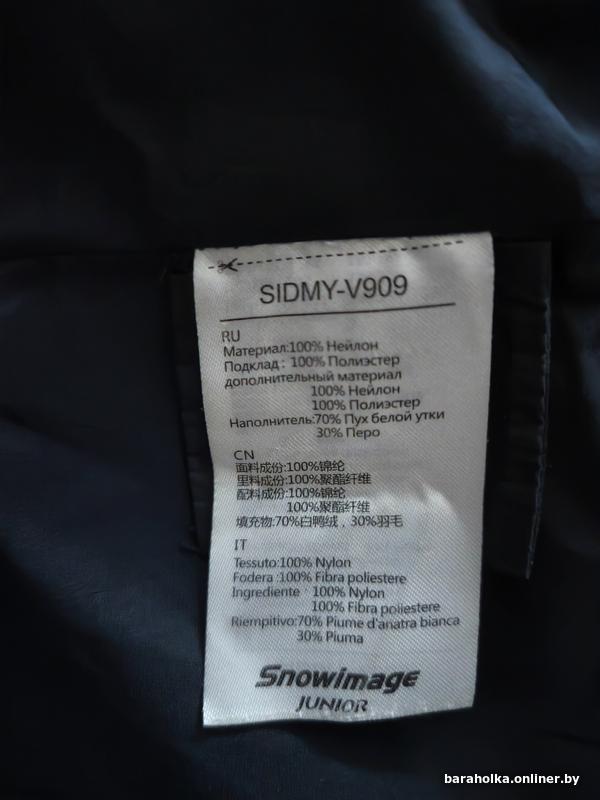 SIDMY-V909
RU
Материал:100% Нейлон
Подклад: 100% Полиэстер
дополнительный материал
100% Нейлон
100% Полиэстер
Наполнитель:70% Пух белой утки
30% Перо
CN
面料成份:100%锦纶
里料成份:100%聚酯纤维
配料成份:100%锦纶
100%聚酯纤维
填充物:70%白鸭绒，30%羽毛
IT
Tessuto:100% Nylon
Fodera :100% Fibra poliestere
Ingrediente : 100% Nylon
100% Fibra poliestere
Riempitivo:70% Piume d'anatra bianca
30% Piuma
Snowimage
JUNIOR
baraholka.onliner.by